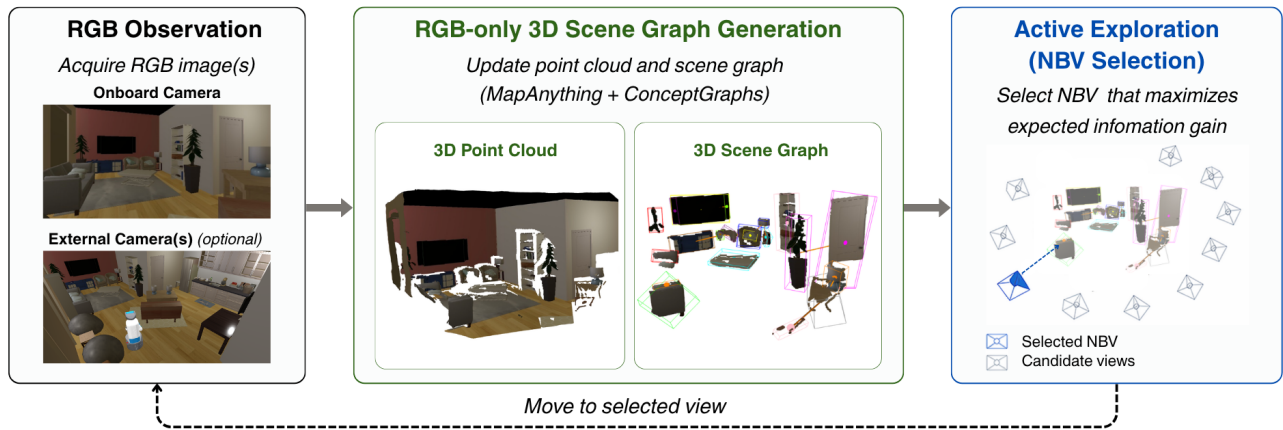 RGB Observation
Acquire RGB image(s)
Onboard Camera
External Camera(s) (optional)
RGB-only 3D Scene Graph Generation
Update point cloud and scene graph
(MapAnything + ConceptGraphs)
3D Point Cloud
3D Scene Graph
Active Exploration
(NBV Selection)
Select NBV that maximizes
expected infomation gain
Selected NBV
Candidate views
Move to selected view